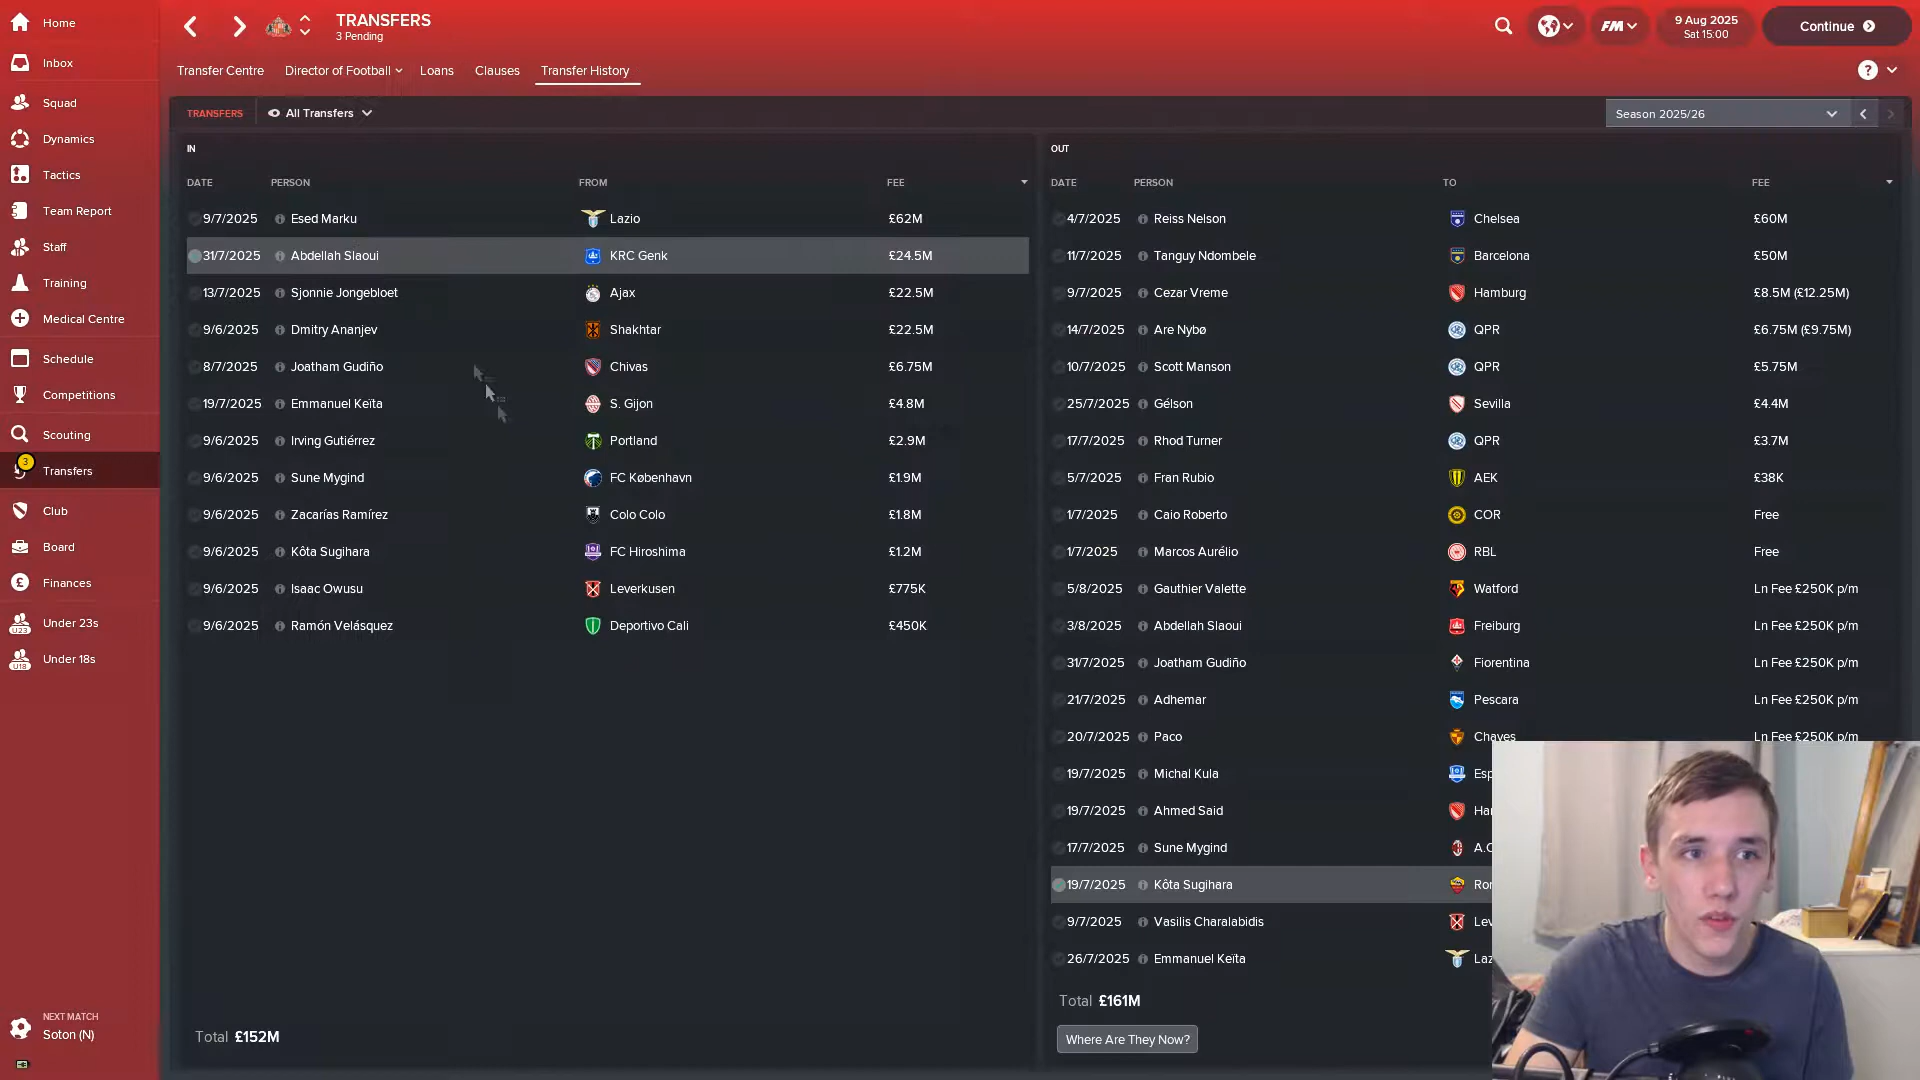 Home
Inbox
Squad
Dynamics
Tactics
Team Report
Staff
Training
Medical Centre
Schedule
Competitions
Scouting
3
Transfers
Club
Board
Finances
U23
Under 23s
U18
Under 18s
NEXT MATCH
Soton (N)
TRANSFERS
3 Pending
FM
9 Aug 2025
Sat 15:00
Continue
Transfer Centre
Director of Football
Loans
Clauses
Transfer History
?
TRANSFERS
All Transfers
Season 2025/26
IN
DATE PERSON FROM FEE
9/7/2025 Esed Marku Lazio £62M
31/7/2025 Abdellah Slaoui KRC Genk £24.5M
13/7/2025 Sjonnie Jongebloet Ajax £22.5M
9/6/2025 Dmitry Ananjev Shakhtar £22.5M
8/7/2025 Joatham Gudiño Chivas £6.75M
19/7/2025 Emmanuel Keïta S. Gijon £4.8M
9/6/2025 Irving Gutiérrez Portland £2.9M
9/6/2025 Sune Mygind FC København £1.9M
9/6/2025 Zacarías Ramírez Colo Colo £1.8M
9/6/2025 Kôta Sugihara FC Hiroshima £1.2M
9/6/2025 Isaac Owusu Leverkusen £775K
9/6/2025 Ramón Velásquez Deportivo Cali £450K
Total £152M
OUT
DATE PERSON TO FEE
4/7/2025 Reiss Nelson Chelsea £60M
11/7/2025 Tanguy Ndombele Barcelona £50M
9/7/2025 Cezar Vreme Hamburg £8.5M (£12.25M)
14/7/2025 Are Nybø QPR £6.75M (£9.75M)
10/7/2025 Scott Manson QPR £5.75M
25/7/2025 Gélson Sevilla £4.4M
17/7/2025 Rhod Turner QPR £3.7M
5/7/2025 Fran Rubio AEK £38K
1/7/2025 Caio Roberto COR Free
1/7/2025 Marcos Aurélio RBL Free
5/8/2025 Gauthier Valette Watford Ln Fee £250K p/m
3/8/2025 Abdellah Slaoui Freiburg Ln Fee £250K p/m
31/7/2025 Joatham Gudiño Fiorentina Ln Fee £250K p/m
21/7/2025 Adhemar Pescara Ln Fee £250K p/m
20/7/2025 Paco Chaves Ln Fee £250K p/m
19/7/2025 Michal Kula Esp
19/7/2025 Ahmed Said Ha
17/7/2025 Sune Mygind A.C
19/7/2025 Kôta Sugihara Ro
9/7/2025 Vasilis Charalabidis Lev
26/7/2025 Emmanuel Keïta Laz
Total £161M
Where Are They Now?